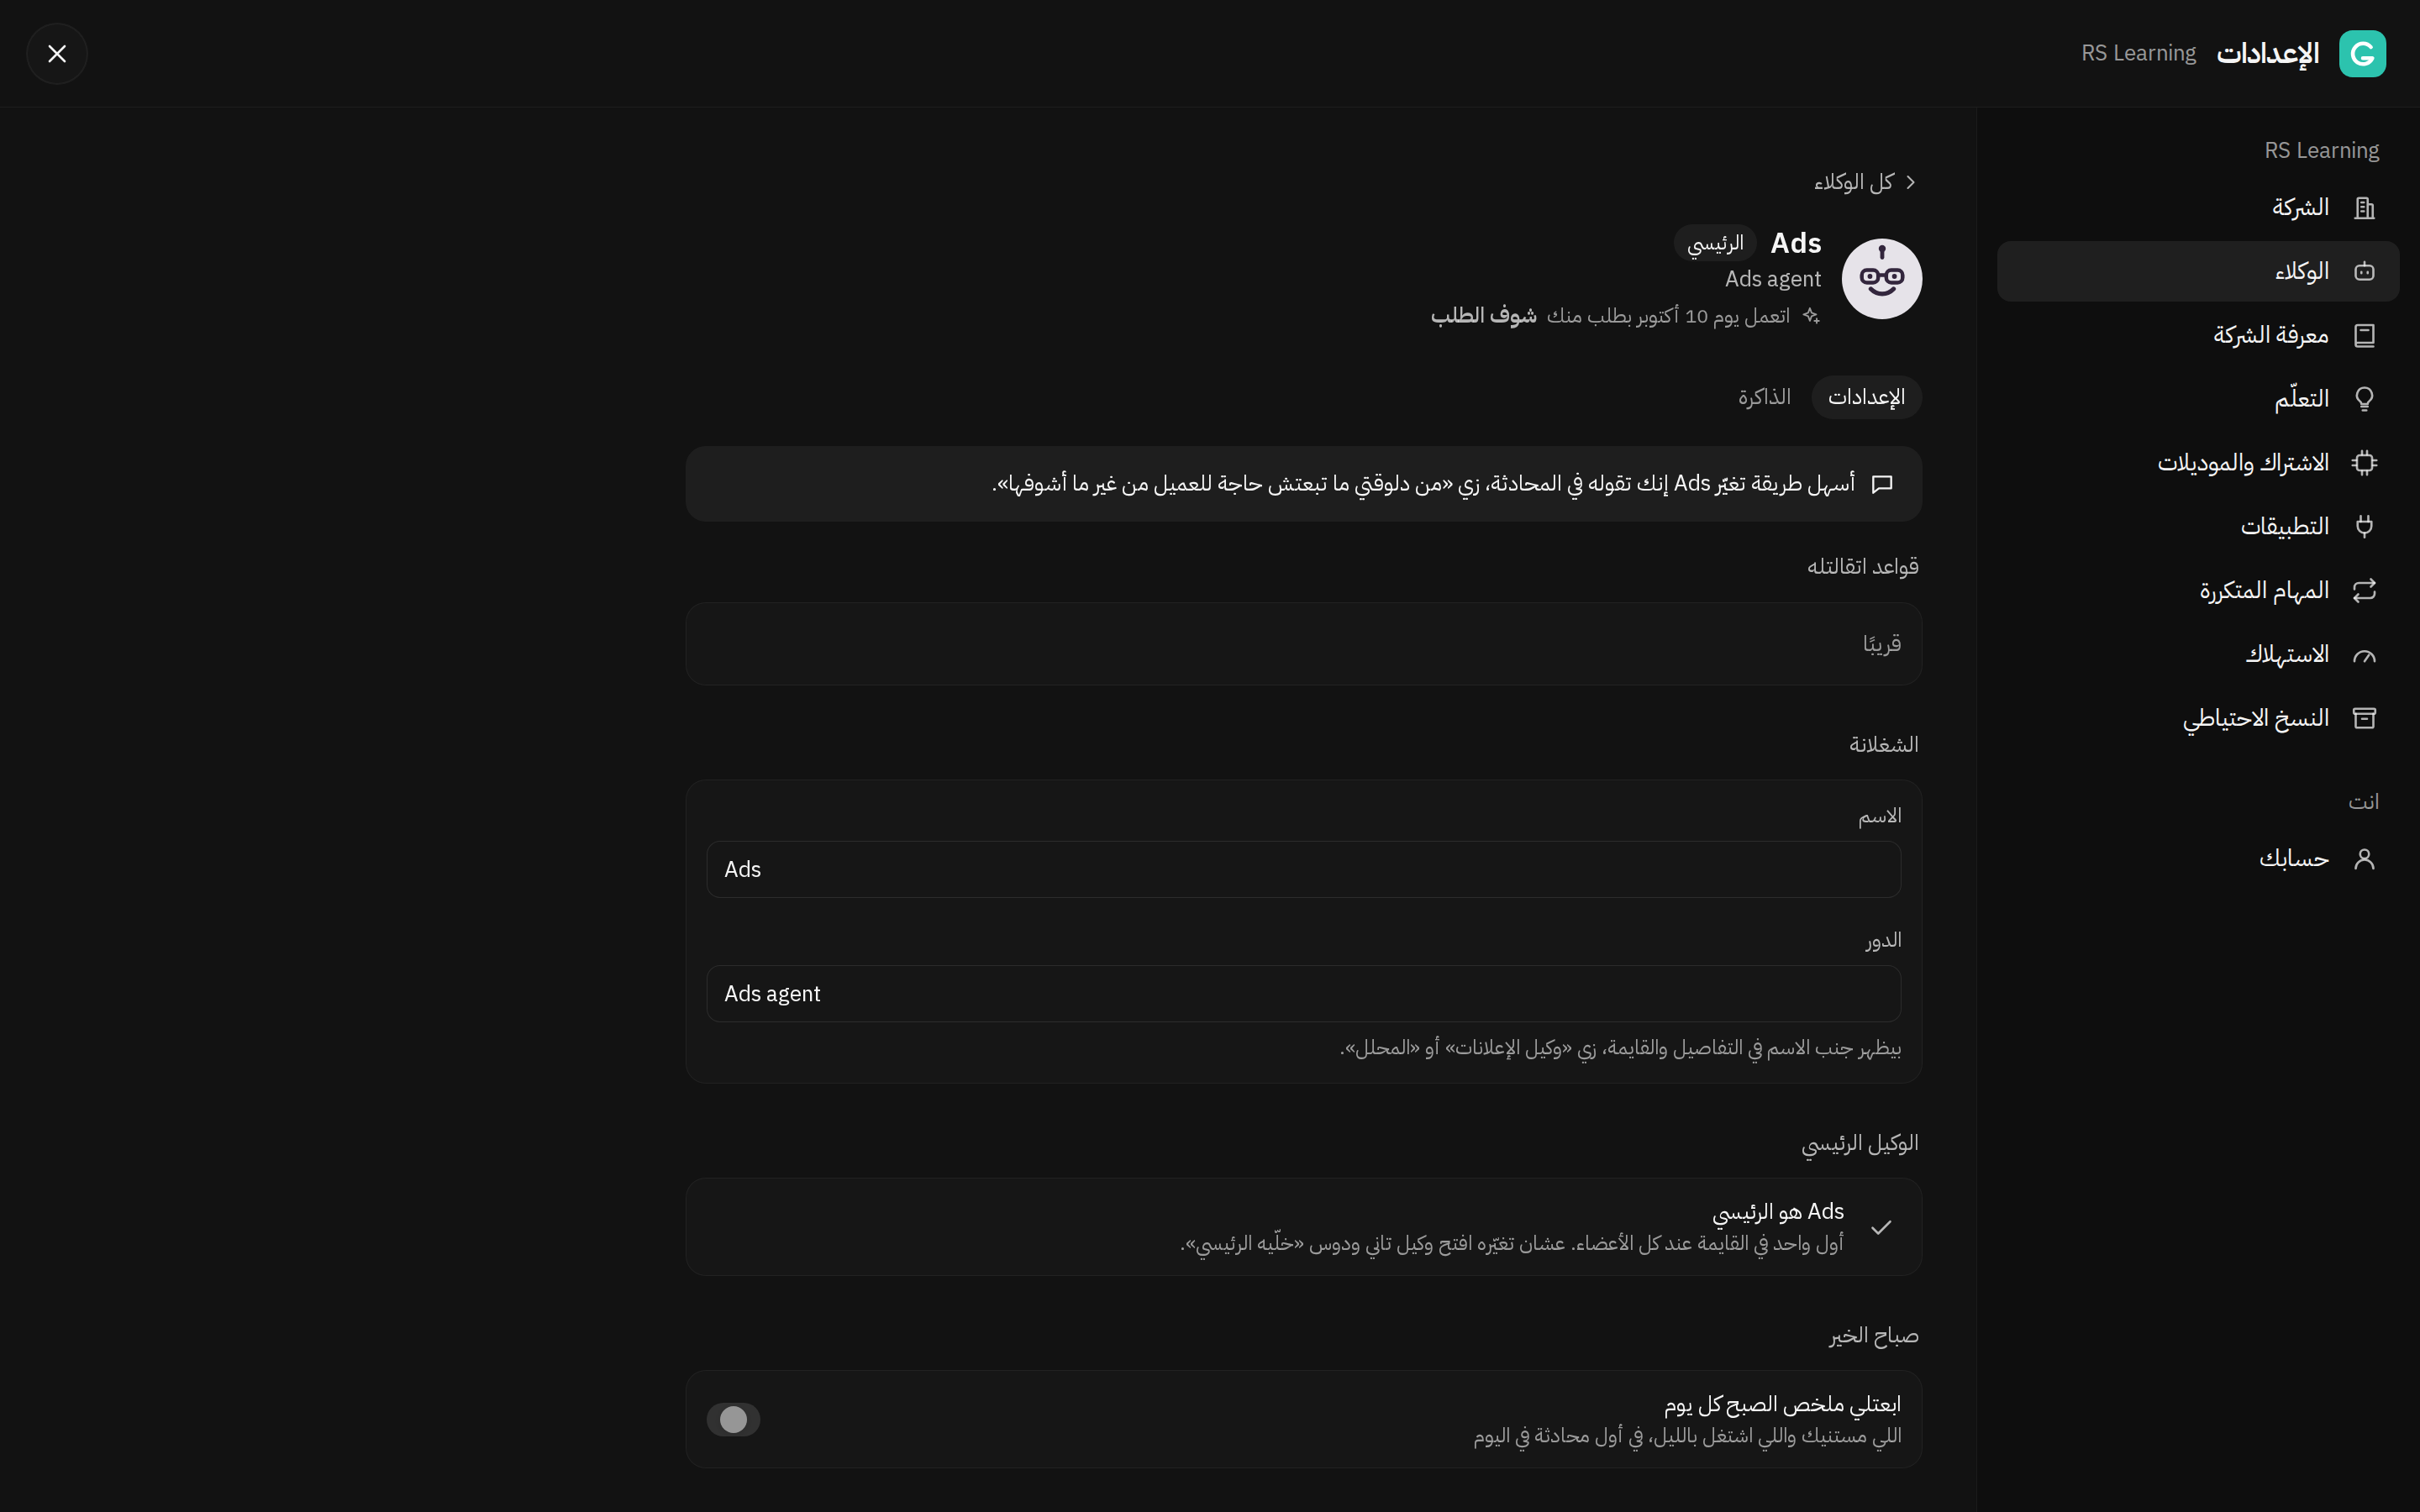 الإعدادات RS Learning
RS Learning
الشركة
الوكلاء
معرفة الشركة
التعلّم
الاشتراك والموديلات
التطبيقات
المهام المتكررة
الاستهلاك
النسخ الاحتياطي
انت
حسابك
كل الوكلاء
Ads الرئيسي
Ads agent
اتعمل يوم 10 أكتوبر بطلب منك شوف الطلب
الإعدادات الذاكرة
أسهل طريقة تغيّر Ads إنك تقوله في المحادثة، زي «من دلوقتي ما تبعتش حاجة للعميل من غير ما أشوفها».
قواعد اتقالتله
قريبًا
الشغلانة
الاسم
Ads
الدور
Ads agent
بيظهر جنب الاسم في التفاصيل والقايمة، زي «وكيل الإعلانات» أو «المحلل».
الوكيل الرئيسي
Ads هو الرئيسي
أول واحد في القايمة عند كل الأعضاء. عشان تغيّره افتح وكيل تاني ودوس «خلّيه الرئيسي».
صباح الخير
ابعتلي ملخص الصبح كل يوم
اللي مستنيك واللي اشتغل بالليل، في أول محادثة في اليوم